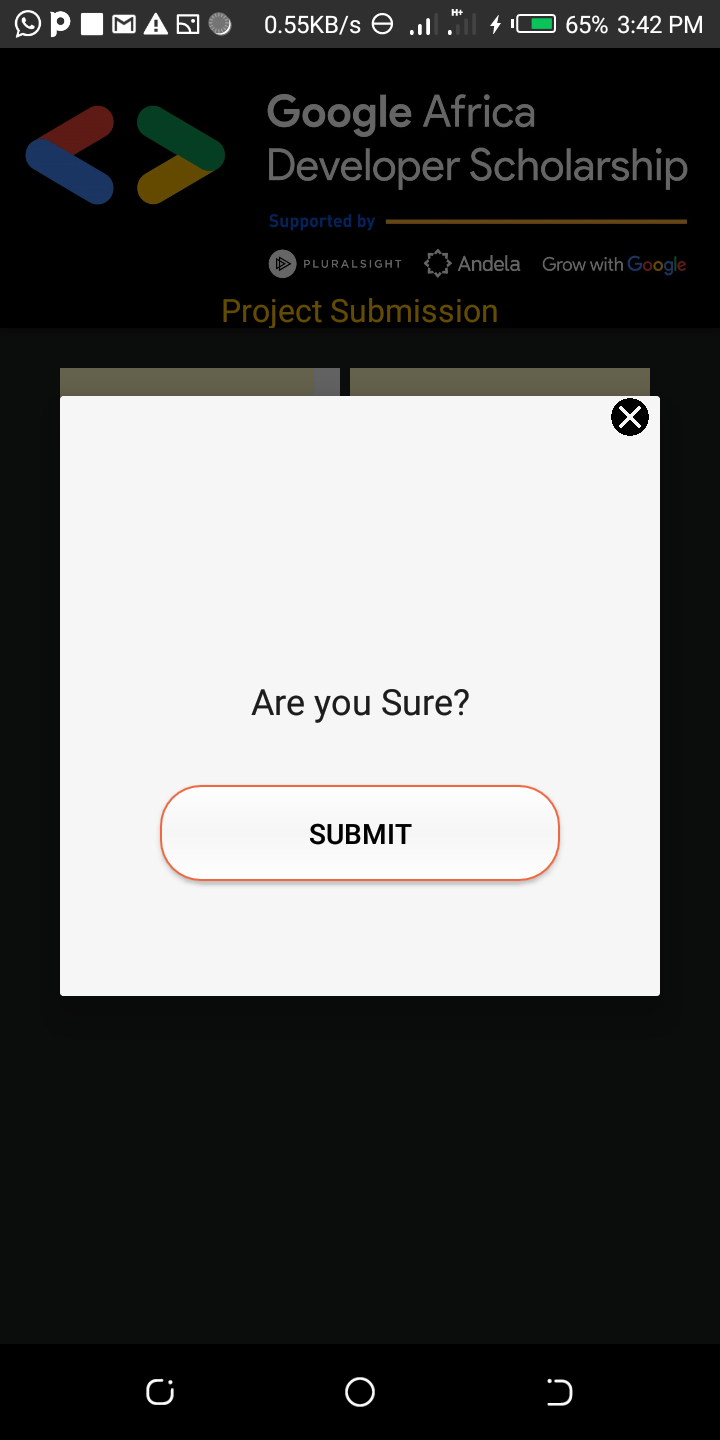 0.55KB/s H+ 65% 3:42 PM
Google Africa
Developer Scholarship
Supported by
PLURALSIGHT Andela Grow with Google
Project Submission
Are you Sure?
SUBMIT